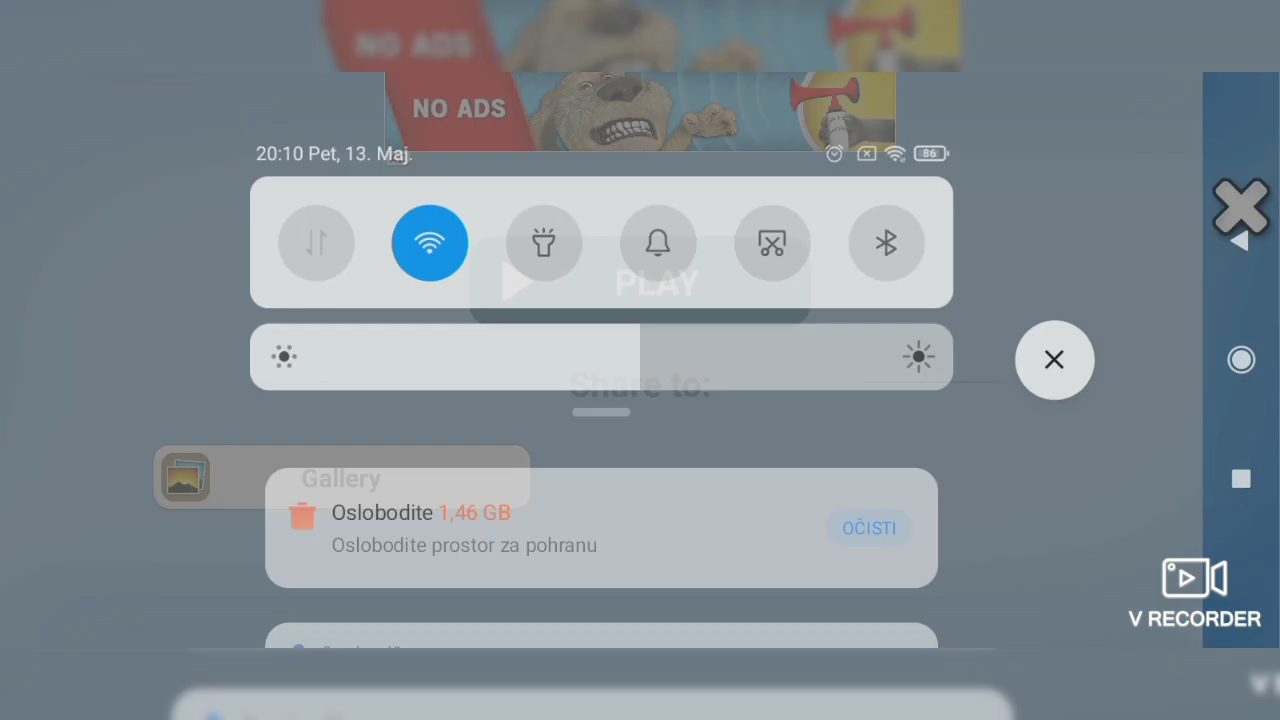 NO ADS
NO ADS
20:10 Pet, 13. Maj.
86
PLAY
Share to:
Gallery
Oslobodite 1,46 GB
Oslobodite prostor za pohranu
OČISTI
V RECORDER